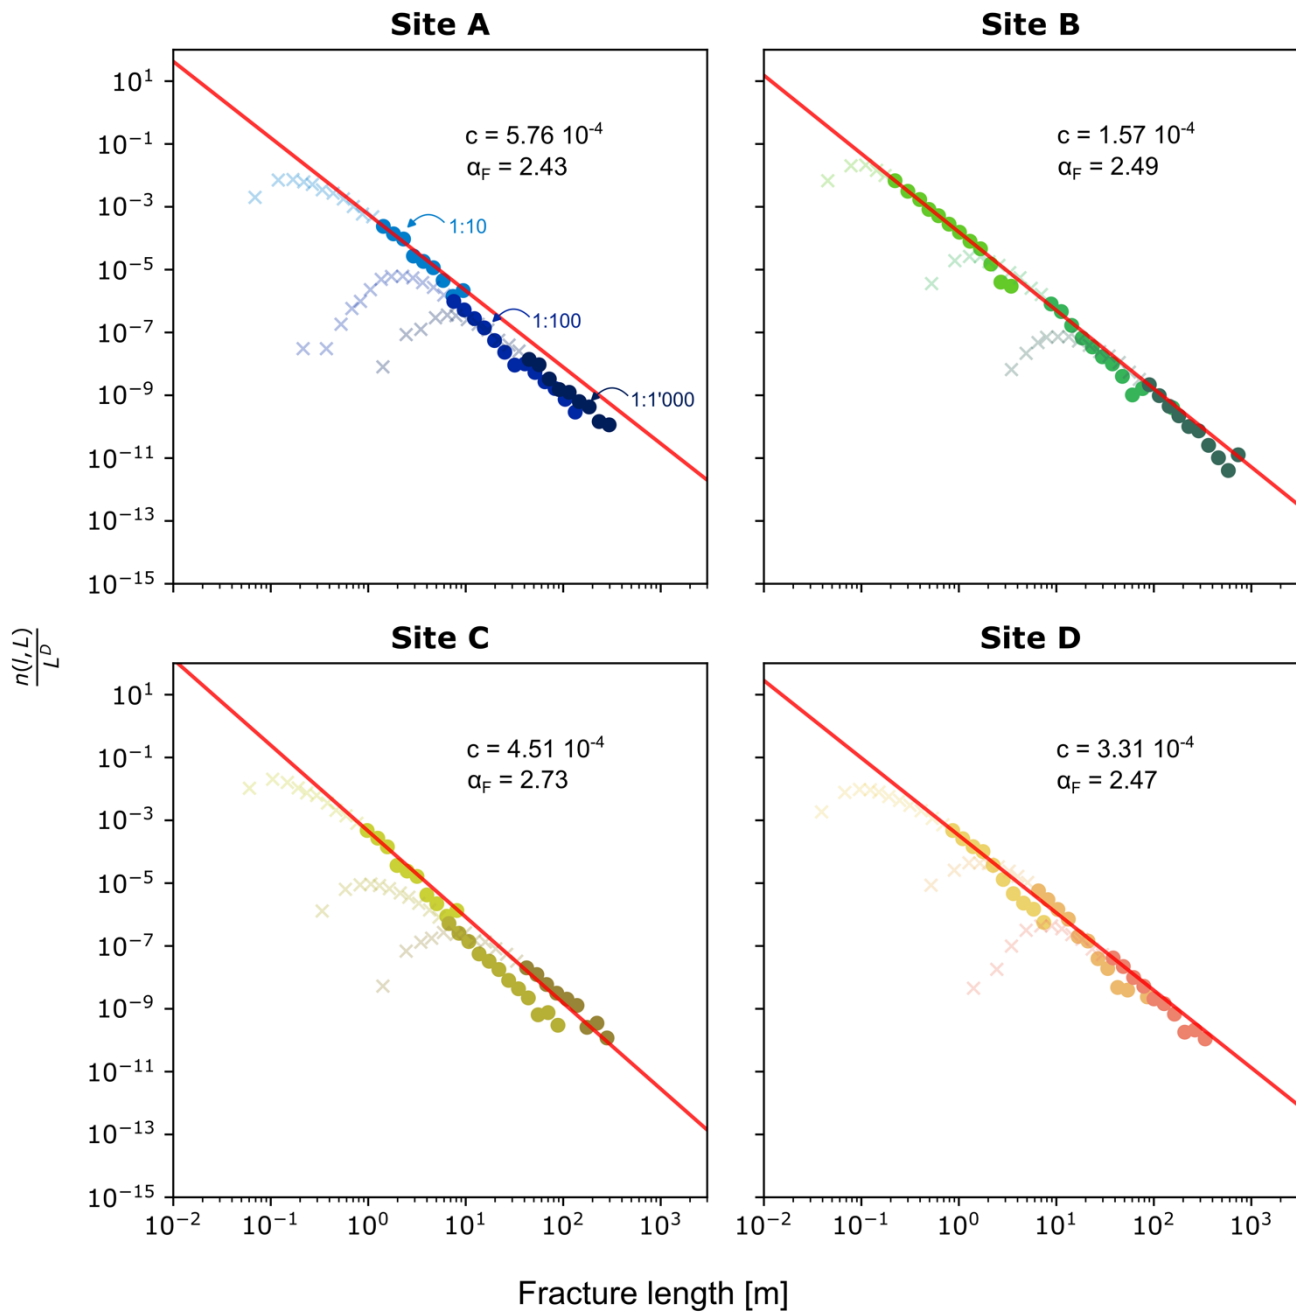 Site A
Site B
10¹
10⁻¹
10⁻³
10⁻⁵
10⁻⁷
10⁻⁹
10⁻¹¹
10⁻¹³
10⁻¹⁵
c = 5.76 10⁻⁴
α_F = 2.43
1:10
1:100
1:1'000
c = 1.57 10⁻⁴
α_F = 2.49
n(l, L)
L^D
Site C
Site D
10¹
10⁻¹
10⁻³
10⁻⁵
10⁻⁷
10⁻⁹
10⁻¹¹
10⁻¹³
10⁻¹⁵
c = 4.51 10⁻⁴
α_F = 2.73
c = 3.31 10⁻⁴
α_F = 2.47
10⁻² 10⁻¹ 10⁰ 10¹ 10² 10³
10⁻² 10⁻¹ 10⁰ 10¹ 10² 10³
Fracture length [m]